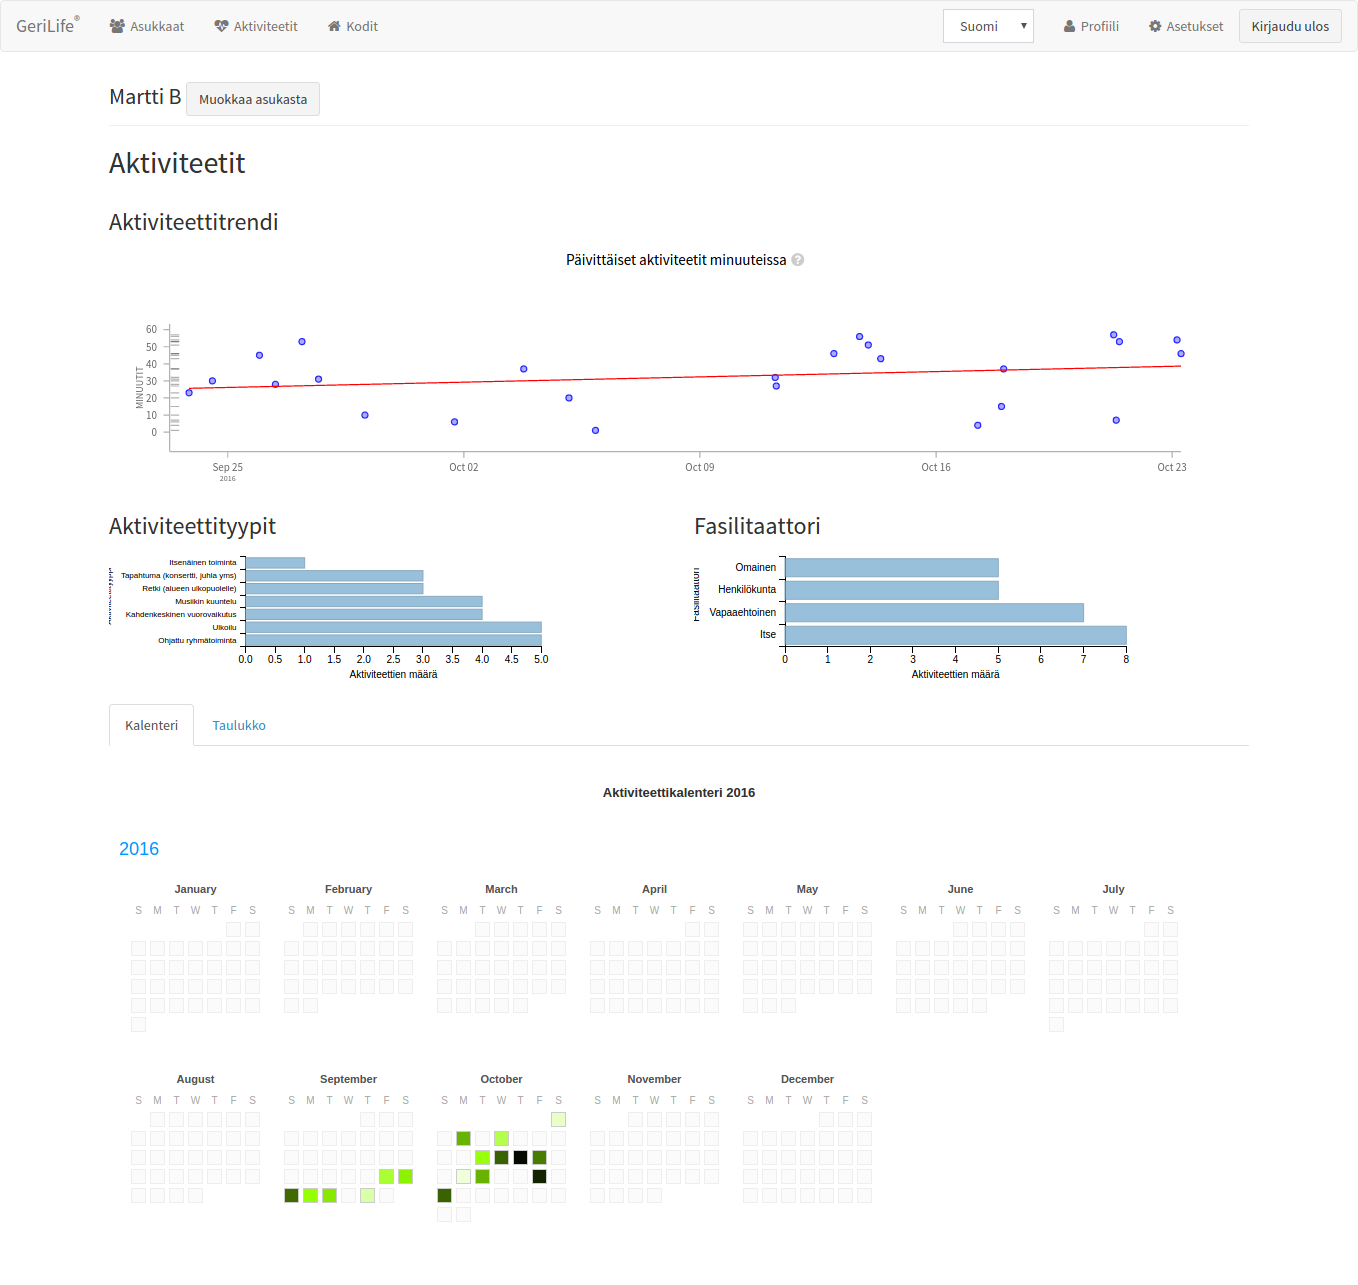 GeriLife® Asukkaat Aktiviteetit Kodit Suomi ▾ Profiili Asetukset Kirjaudu ulos
Martti B Muokkaa asukasta
Aktiviteetit
Aktiviteettitrendi
Päivittäiset aktiviteetit minuuteissa ?
MINUUTIT
60
50
40
30
20
10
0
Sep 25 Oct 02 Oct 09 Oct 16 Oct 23
2016
Aktiviteettityypit
Itsenäinen toiminta
Tapahtuma (konsertti, juhla yms)
Retki (alueen ulkopuolelle)
Musiikin kuuntelu
Kahdenkeskinen vuorovaikutus
Ulkoilu
Ohjattu ryhmätoiminta
0.0 0.5 1.0 1.5 2.0 2.5 3.0 3.5 4.0 4.5 5.0
Aktiviteettien määrä
Fasilitaattori
Fasilitaattori
Omainen
Henkilökunta
Vapaaehtoinen
Itse
0 1 2 3 4 5 6 7 8
Aktiviteettien määrä
Kalenteri Taulukko
Aktiviteettikalenteri 2016
2016
January February March April May June July
S M T W T F S S M T W T F S S M T W T F S S M T W T F S S M T W T F S S M T W T F S S M T W T F S
August September October November December
S M T W T F S S M T W T F S S M T W T F S S M T W T F S S M T W T F S